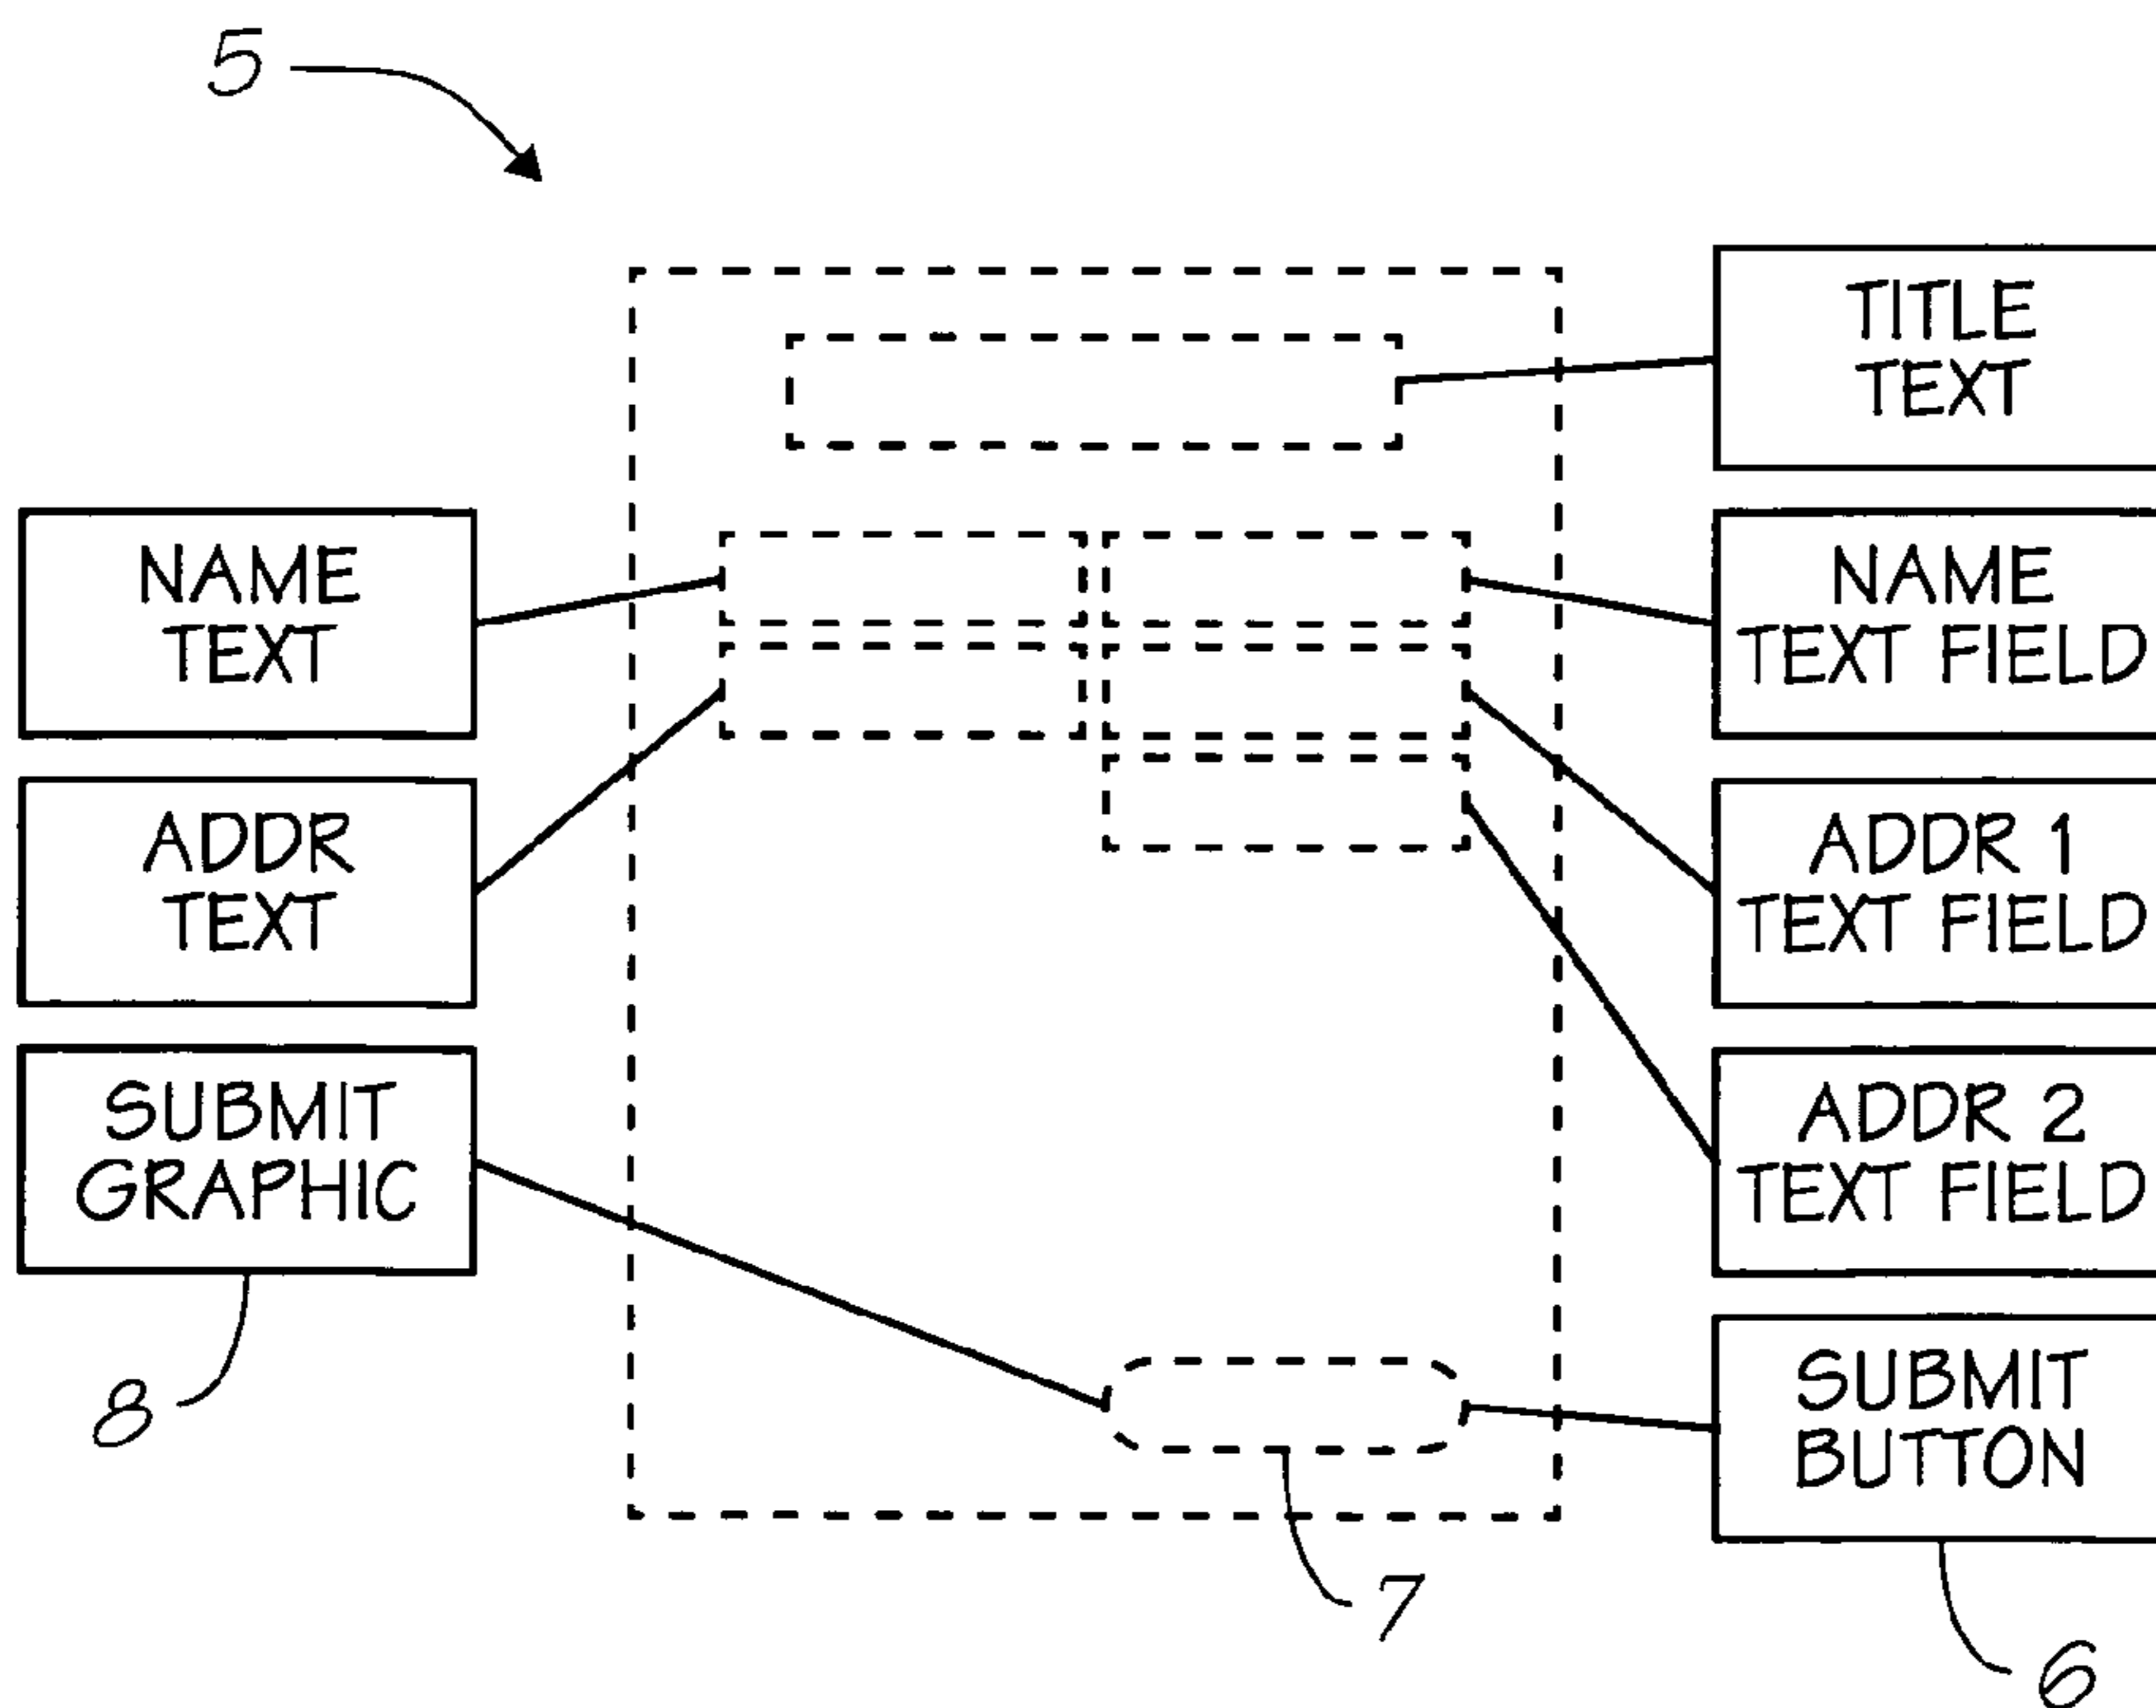 5
TITLE
TEXT
NAME
TEXT
NAME
TEXT FIELD
ADDR
TEXT
ADDR 1
TEXT FIELD
SUBMIT
GRAPHIC
ADDR 2
TEXT FIELD
8
SUBMIT
BUTTON
7
6